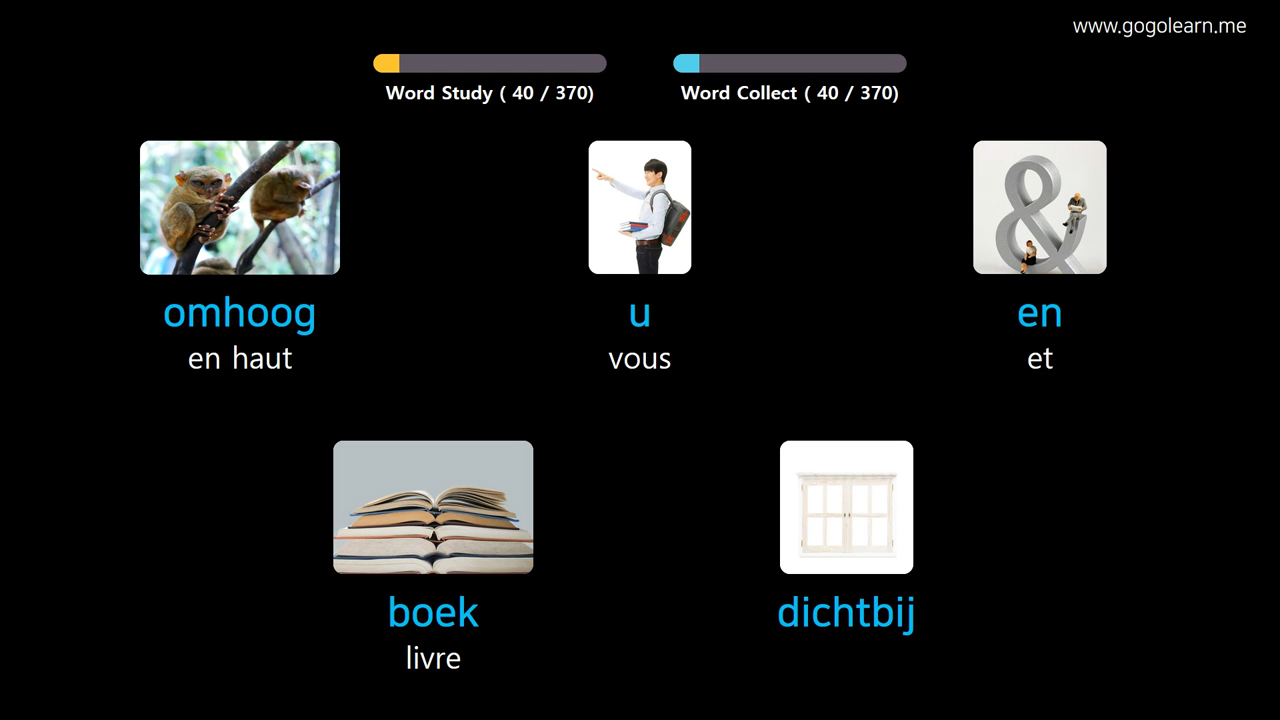 www.gogolearn.me
Word Study ( 40 / 370)
Word Collect ( 40 / 370)
omhoog
en haut
u
vous
&
en
et
boek
livre
dichtbij